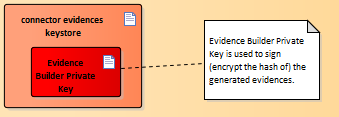 connector evidences
keystore
Evidence
Builder Private
Key
Evidence Builder Private
Key is used to sign
(encrypt the hash of) the
generated evidences.